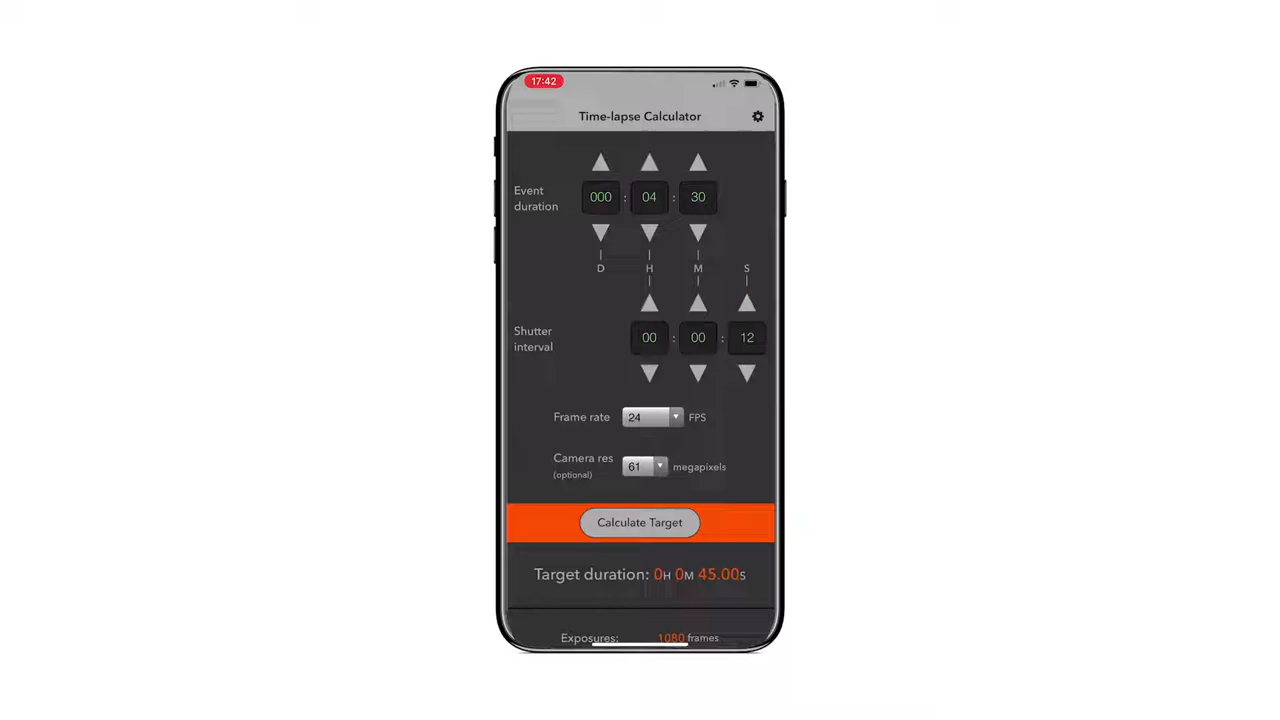 17:42
Time-lapse Calculator
Event duration
000 : 04 : 30
D H M S
Shutter interval
00 : 00 : 12
Frame rate 24 FPS
Camera res (optional) 61 megapixels
Calculate Target
Target duration: 0H 0M 45.00S
Exposures: 1080 frames